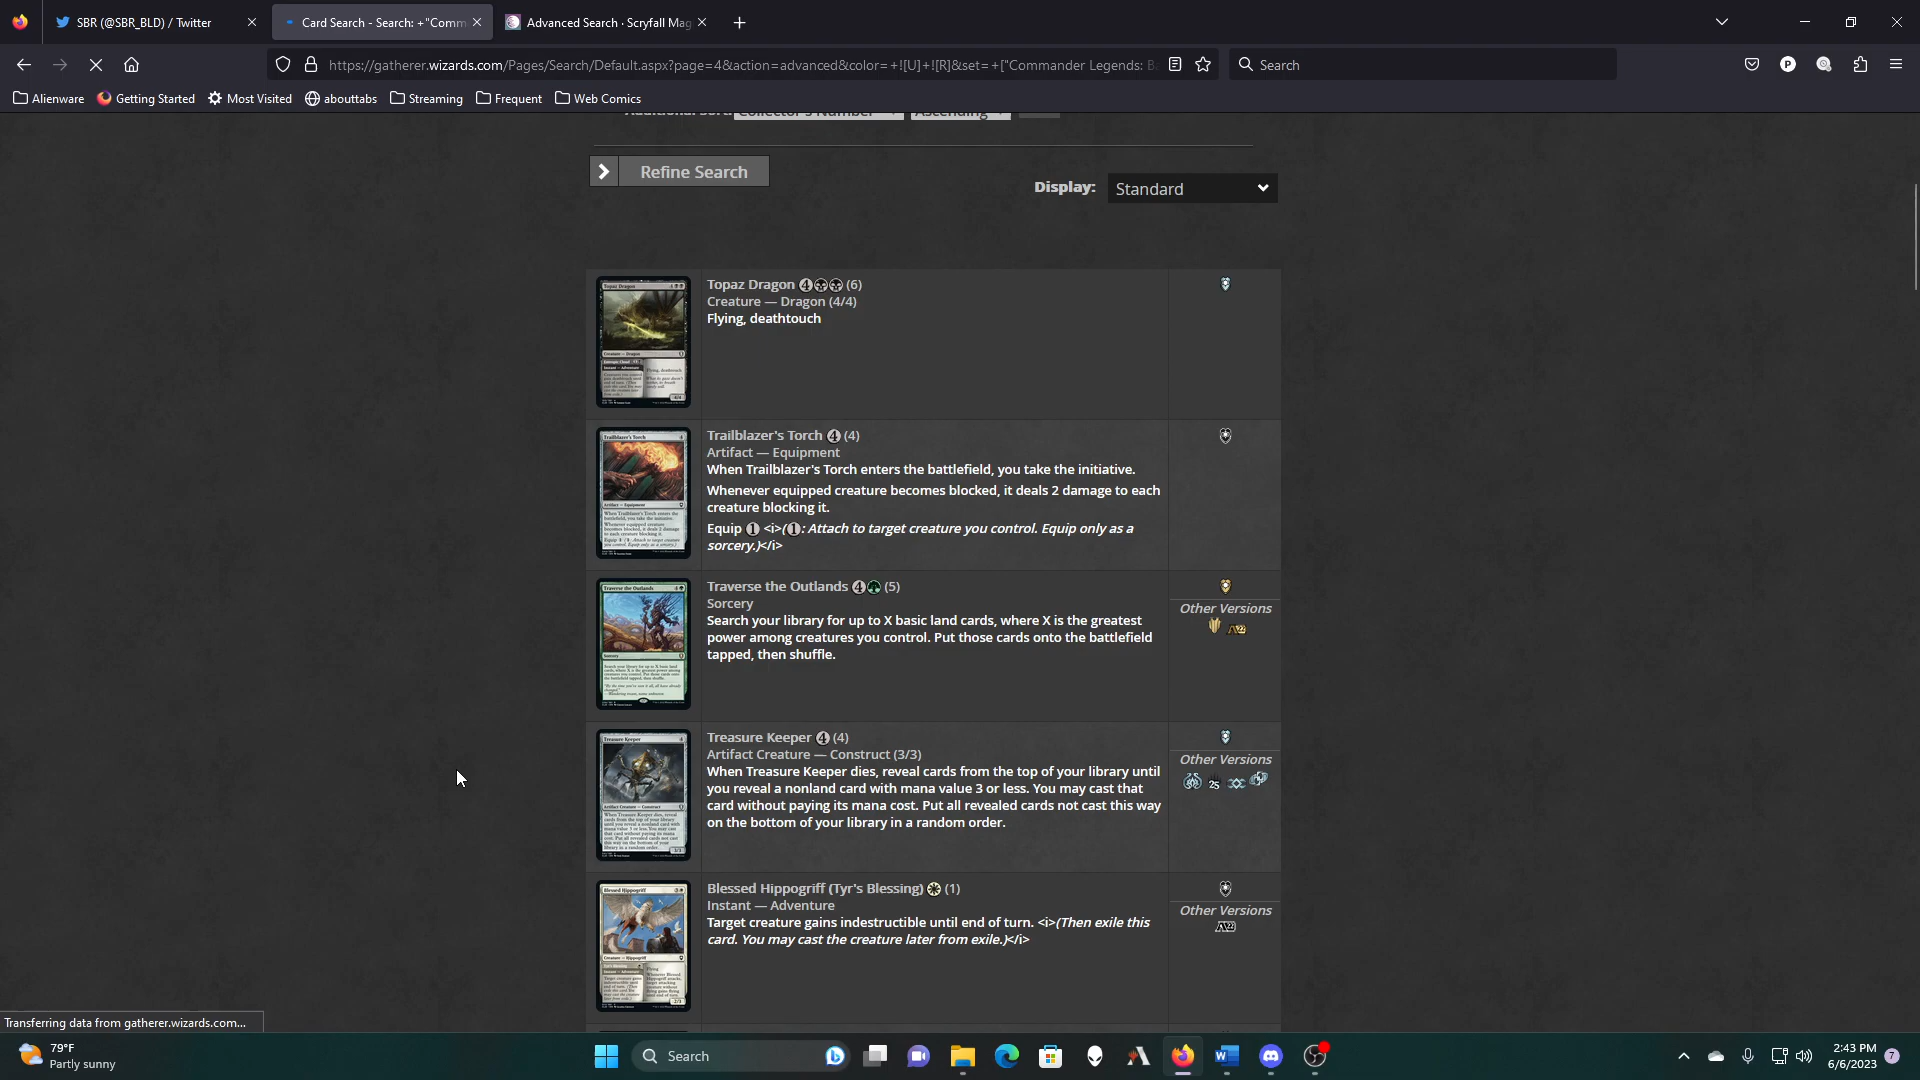 SBR (@SBR_BLD) / Twitter
Card Search - Search: +"Comm
Advanced Search · Scryfall Mag
https://gatherer.wizards.com/Pages/Search/Default.aspx?page=4&action=advanced&color=+![U]+![R]&set=+["Commander Legends: Ba
Search
Alienware
Getting Started
Most Visited
abouttabs
Streaming
Frequent
Web Comics
Refine Search
Display:
Standard
Topaz Dragon 4 (6)
Creature — Dragon (4/4)
Flying, deathtouch
Trailblazer's Torch 4 (4)
Artifact — Equipment
When Trailblazer's Torch enters the battlefield, you take the initiative.
Whenever equipped creature becomes blocked, it deals 2 damage to each
creature blocking it.
Equip 1 <i>(1: Attach to target creature you control. Equip only as a
sorcery.)</i>
Traverse the Outlands 4 (5)
Sorcery
Search your library for up to X basic land cards, where X is the greatest
power among creatures you control. Put those cards onto the battlefield
tapped, then shuffle.
Other Versions
Treasure Keeper 4 (4)
Artifact Creature — Construct (3/3)
When Treasure Keeper dies, reveal cards from the top of your library until
you reveal a nonland card with mana value 3 or less. You may cast that
card without paying its mana cost. Put all revealed cards not cast this way
on the bottom of your library in a random order.
Other Versions
25
Blessed Hippogriff (Tyr's Blessing) (1)
Instant — Adventure
Target creature gains indestructible until end of turn. <i>(Then exile this
card. You may cast the creature later from exile.)</i>
Other Versions
Transferring data from gatherer.wizards.com...
79°F
Partly sunny
Search
2:43 PM
6/6/2023
7